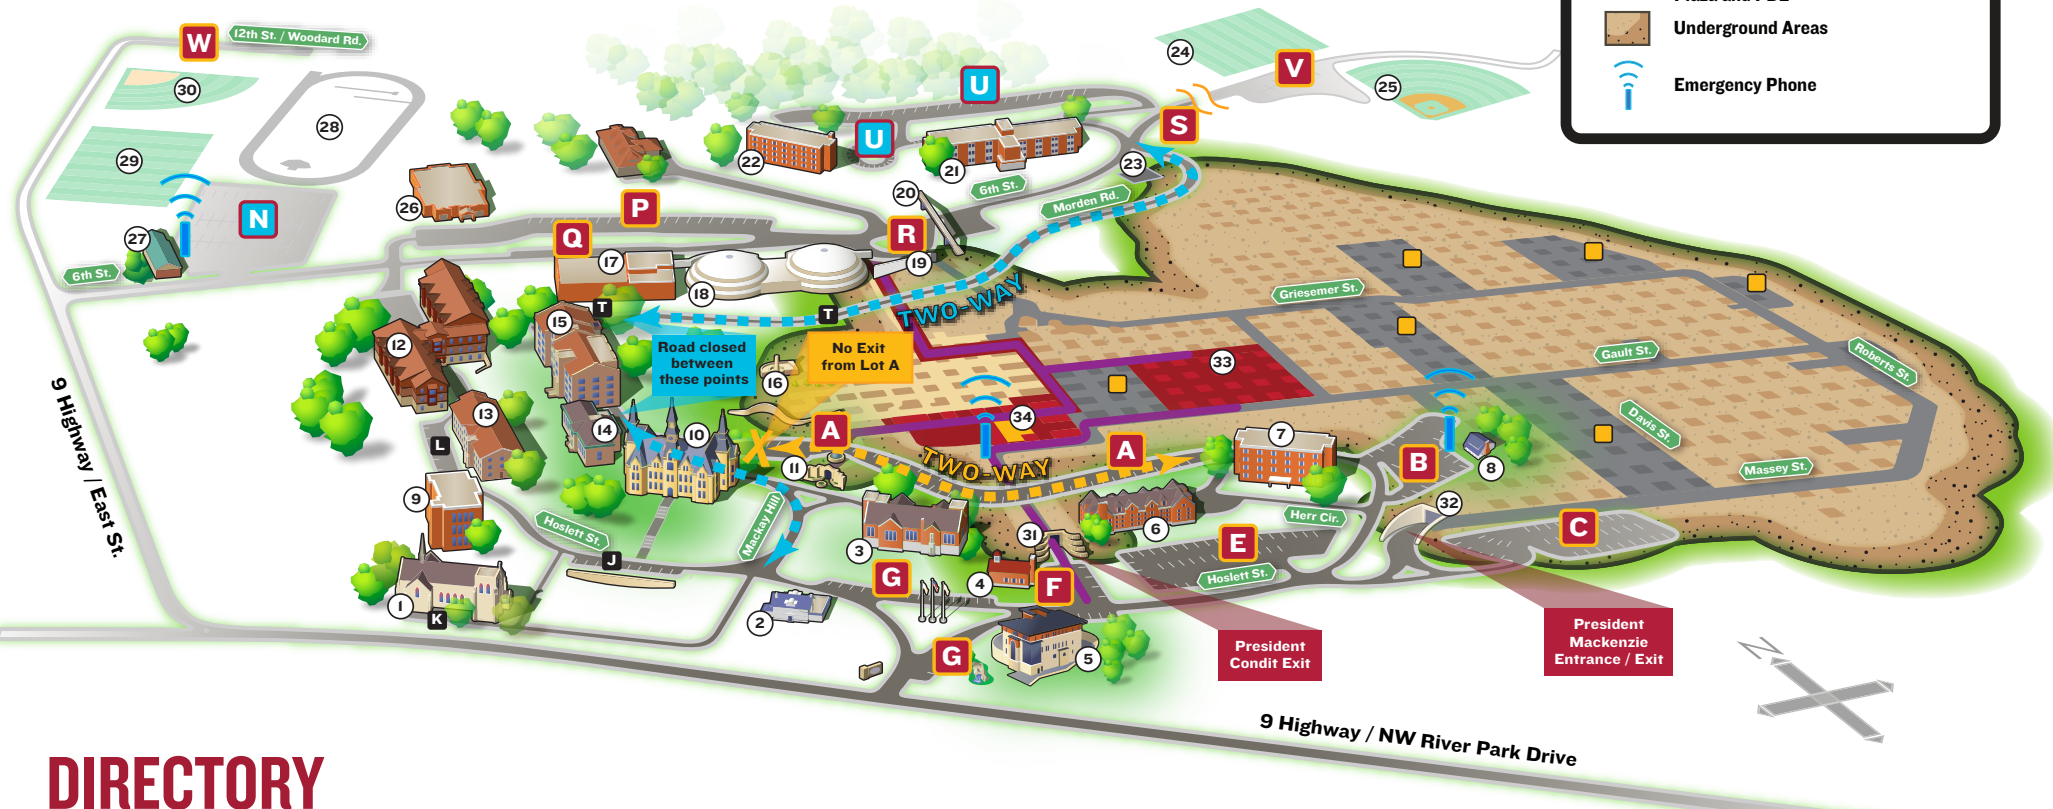 Underground Areas
Emergency Phone
W
12th St. / Woodard Rd.
30
28
29
N
27
6th St.
26
P
Q
17
18
22
U
U
21
20
6th St.
R
19
24
V
25
S
23
Morden Rd.
TWO-WAY
T
T
15
12
13
14
L
Road closed
between
these points
No Exit
from Lot A
16
10
X
11
A
TWO-WAY
A
34
33
Griesemer St.
Gault St.
Roberts St.
Davis St.
Massey St.
7
B
8
32
C
9
Hoslett St.
Mackay Hill
J
1
K
2
3
G
4
31
F
6
E
Herr Cir.
Hoslett St.
G
5
President
Condit Exit
President
Mackenzie
Entrance / Exit
N
9 Highway / East St.
9 Highway / NW River Park Drive
DIRECTORY